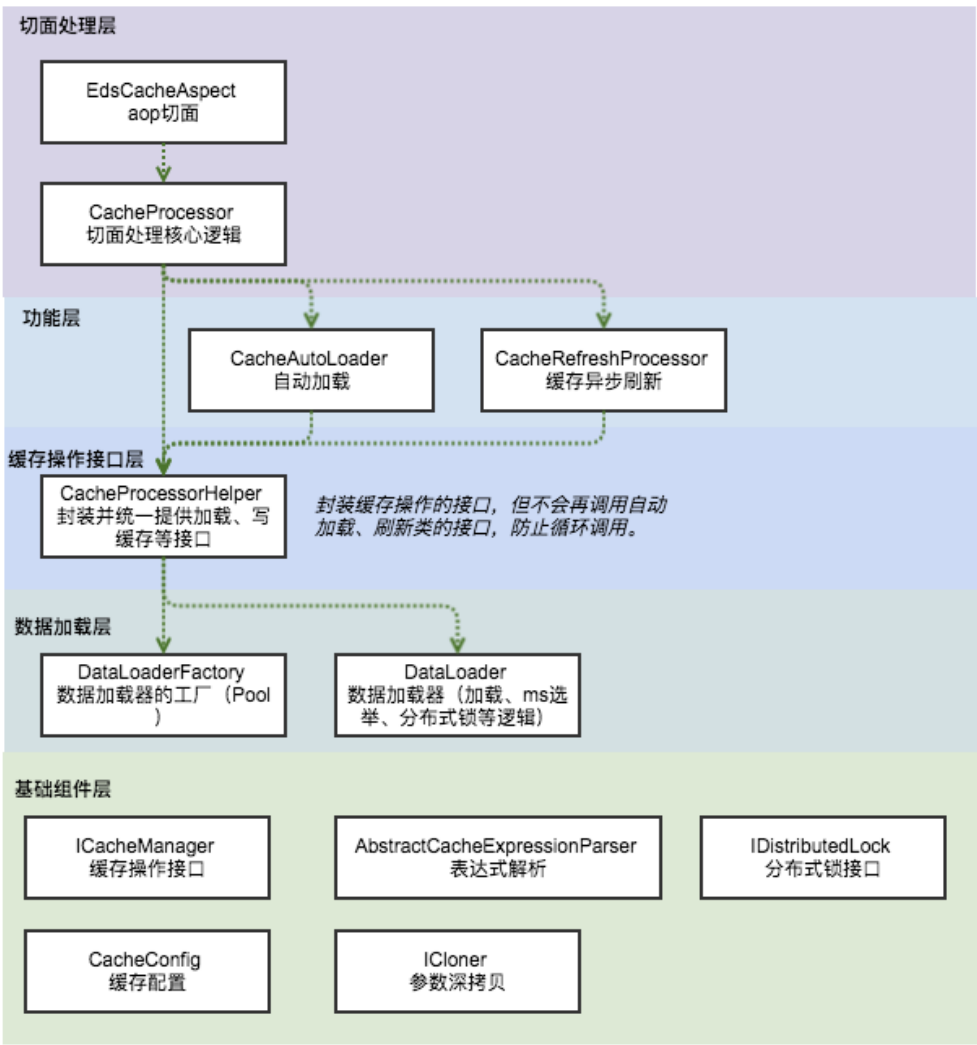 切面处理层
EdsCacheAspect
aop切面
CacheProcessor
切面处理核心逻辑
功能层
CacheAutoLoader
自动加载
CacheRefreshProcessor
缓存异步刷新
缓存操作接口层
CacheProcessorHelper
封装并统一提供加载、写
缓存等接口
封装缓存操作的接口，但不会再调用自动
加载、刷新类的接口，防止循环调用。
数据加载层
DataLoaderFactory
数据加载器的工厂（Pool
）
DataLoader
数据加载器（加载、ms选
举、分布式锁等逻辑）
基础组件层
ICacheManager
缓存操作接口
AbstractCacheExpressionParser
表达式解析
IDistributedLock
分布式锁接口
CacheConfig
缓存配置
ICloner
参数深拷贝